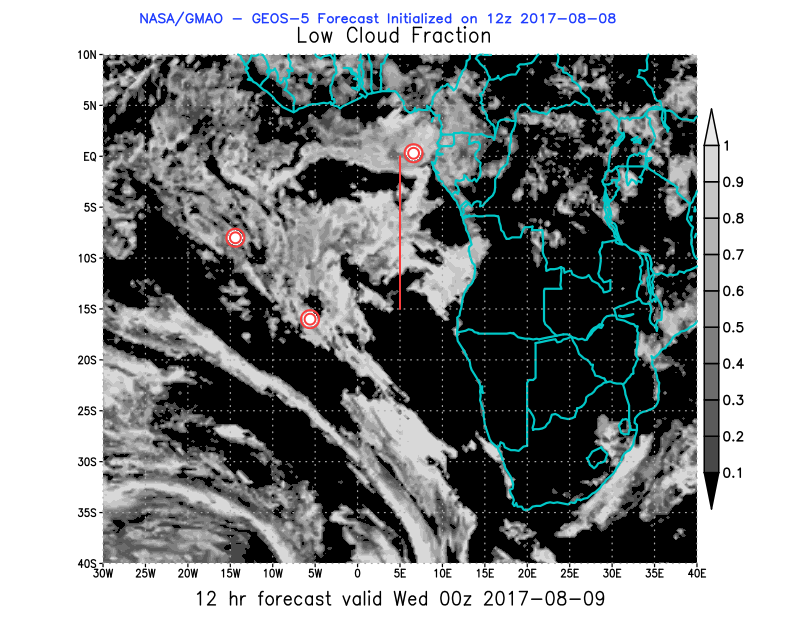 NASA/GMAO - GEOS-5 Forecast Initialized on 12z 2017-08-08
Low Cloud Fraction
10N
5N
EQ
5S
10S
15S
20S
25S
30S
35S
40S
30W 25W 20W 15W 10W 5W 0 5E 10E 15E 20E 25E 30E 35E 40E
1
0.9
0.8
0.7
0.6
0.5
0.4
0.3
0.2
0.1
12 hr forecast valid Wed 00z 2017-08-09